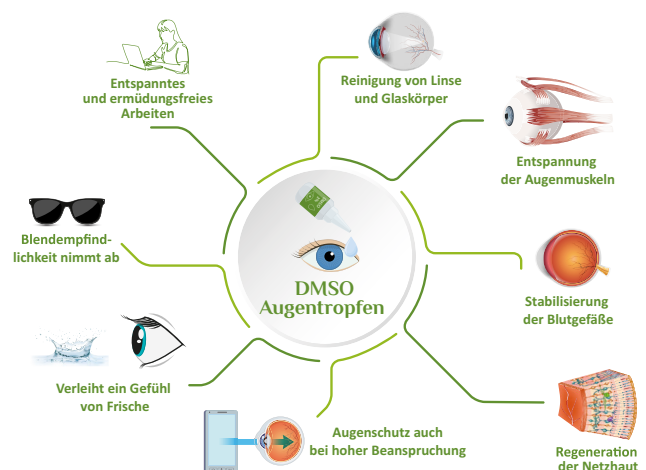 Entspanntes
und ermüdungsfreies
Arbeiten
Reinigung von Linse
und Glaskörper
Entspannung
der Augenmuskeln
Blendempfind-
lichkeit nimmt ab
DMSO
Augentropfen
Stabilisierung
der Blutgefäße
Verleiht ein Gefühl
von Frische
Augenschutz auch
bei hoher Beanspruchung
Regeneration
der Netzhaut